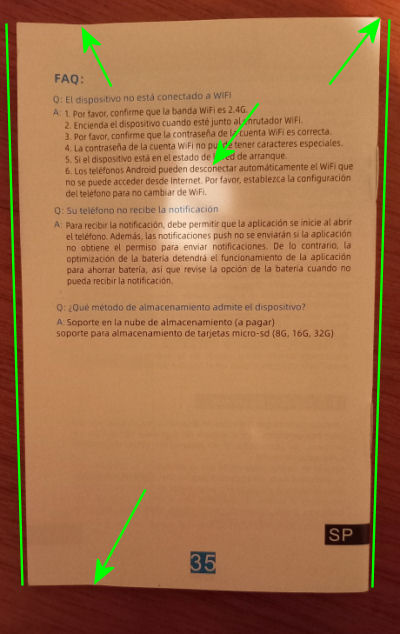 FAQ:
Q: El dispositivo no está conectado a WiFi
A: 1. Por favor, confirme que la banda WiFi es 2.4G.
2. Encienda el dispositivo cuando esté junto al enrutador WiFi.
3. Por favor, confirme que la contraseña de la cuenta WiFi es correcta.
4. La contraseña de la cuenta WiFi no puede tener caracteres especiales.
5. Si el dispositivo está en el estado de red de arranque.
6. Los teléfonos Android pueden desconectar automáticamente el WiFi que
no se puede acceder desde Internet. Por favor, establezca la configuración
del teléfono para no cambiar de WiFi.
Q: Su teléfono no recibe la notificación
A: Para recibir la notificación, debe permitir que la aplicación se inicie al abrir
el teléfono. Además, las notificaciones push no se enviarán si la aplicación
no obtiene el permiso para enviar notificaciones. De lo contrario, la
optimización de la batería detendrá el funcionamiento de la aplicación
para ahorrar batería, así que revise la opción de la batería cuando no
pueda recibir la notificación.
Q: ¿Qué método de almacenamiento admite el dispositivo?
A: Soporte en la nube de almacenamiento (a pagar)
soporte para almacenamiento de tarjetas micro-sd (8G, 16G, 32G)
SP
35